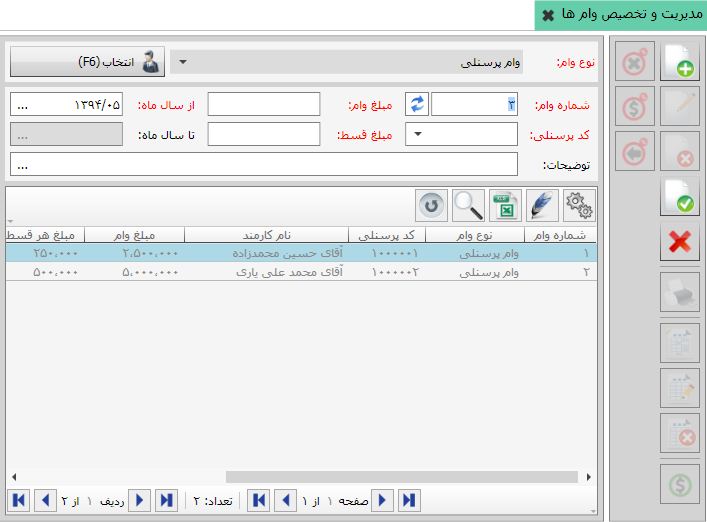 مدیریت و تخصیص وام ها
نوع وام: وام پرسنلی انتخاب (F6)
شماره وام: ۳ مبلغ وام: از سال ماه: ۱۳۹۴/۰۵ ...
کد پرسنلی: مبلغ قسط: تا سال ماه: ...
توضیحات: ...
شماره وام نوع وام کد پرسنلی نام کارمند مبلغ وام مبلغ هر قسط
۱ وام پرسنلی ۱۰۰۰۰۰۱ آقای حسین محمدزاده ۲،۵۰۰،۰۰۰ ۲۵۰،۰۰۰
۲ وام پرسنلی ۱۰۰۰۰۰۲ آقای محمد علی یاری ۵،۰۰۰،۰۰۰ ۵۰۰،۰۰۰
صفحه ۱ از ۱ تعداد: ۲ ردیف ۱ از ۲